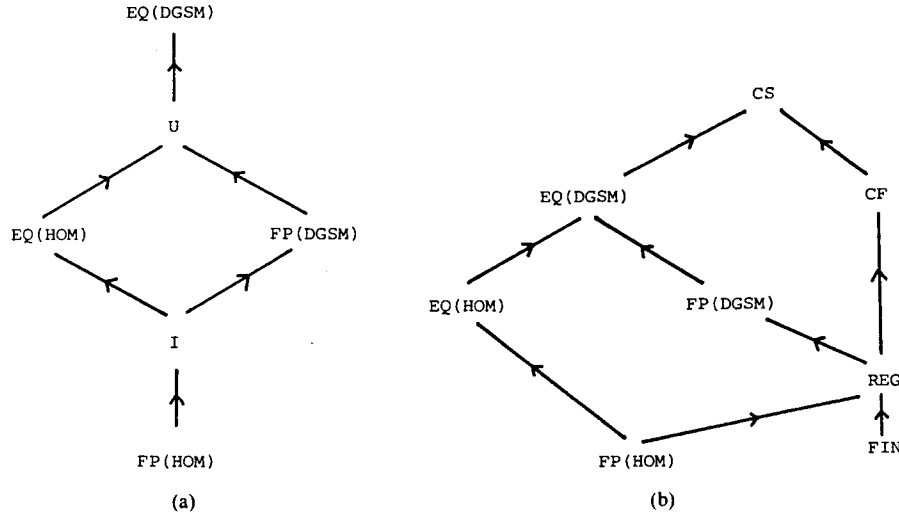 EQ(DGSM)
U
EQ(HOM)
FP(DGSM)
I
FP(HOM)
(a)
CS
EQ(DGSM)
CF
EQ(HOM)
FP(DGSM)
REG
FP(HOM)
FIN
(b)